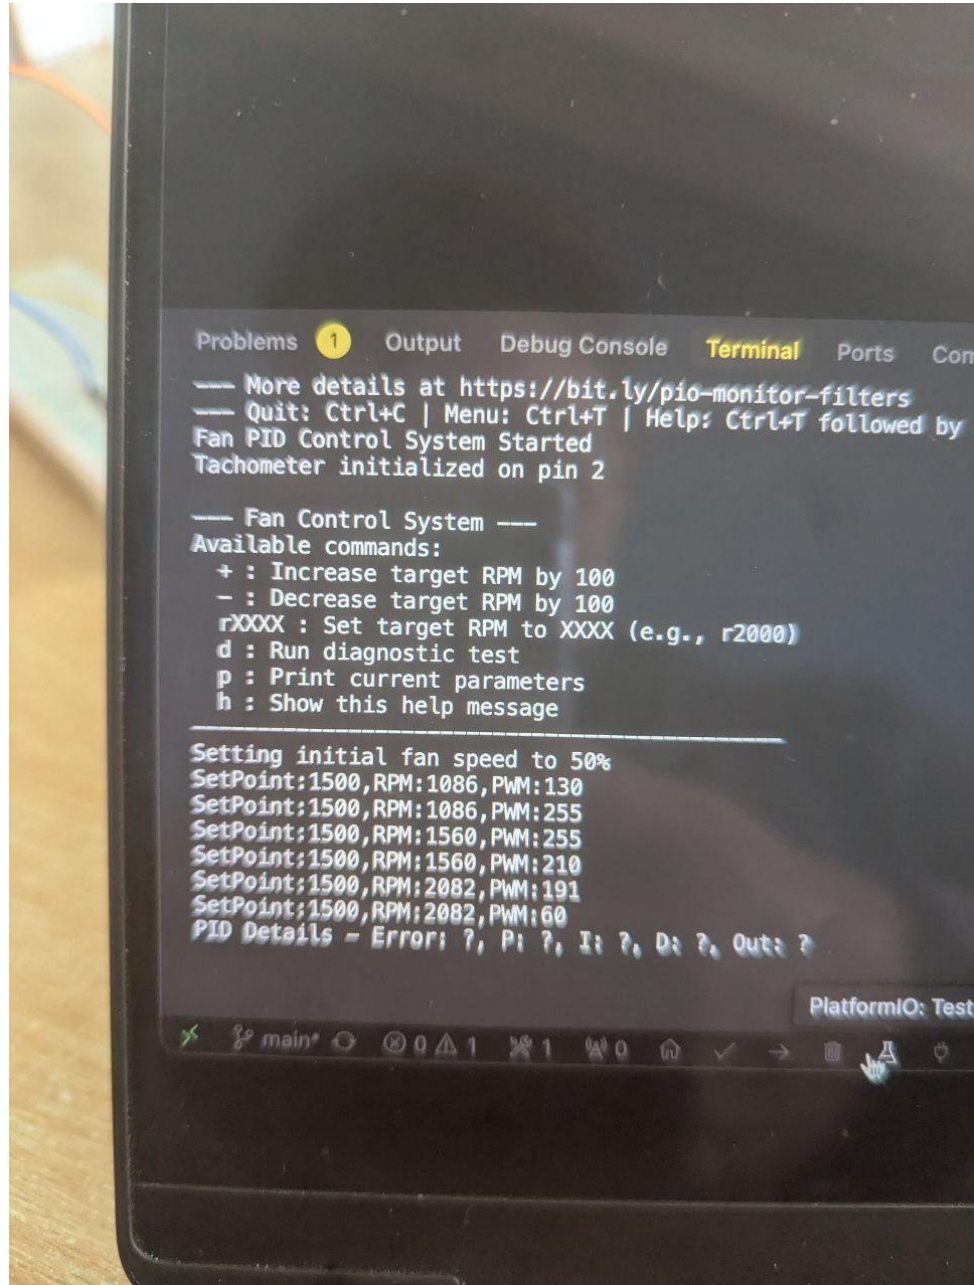 Problems 1 Output Debug Console Terminal Ports
--- More details at https://bit.ly/pio-monitor-filters
--- Quit: Ctrl+C | Menu: Ctrl+T | Help: Ctrl+T followed by
Fan PID Control System Started
Tachometer initialized on pin 2
--- Fan Control System ---
Available commands:
+ : Increase target RPM by 100
- : Decrease target RPM by 100
rXXXX : Set target RPM to XXXX (e.g., r2000)
d : Run diagnostic test
p : Print current parameters
h : Show this help message
Setting initial fan speed to 50%
SetPoint:1500,RPM:1086,PWM:130
SetPoint:1500,RPM:1086,PWM:255
SetPoint:1500,RPM:1560,PWM:255
SetPoint:1500,RPM:1560,PWM:210
SetPoint:1500,RPM:2082,PWM:191
SetPoint:1500,RPM:2082,PWM:60
PID Details - Error: ?, P: ?, I: ?, D: ?, Out: ?
PlatformIO: Test
main* 0 1 1 0